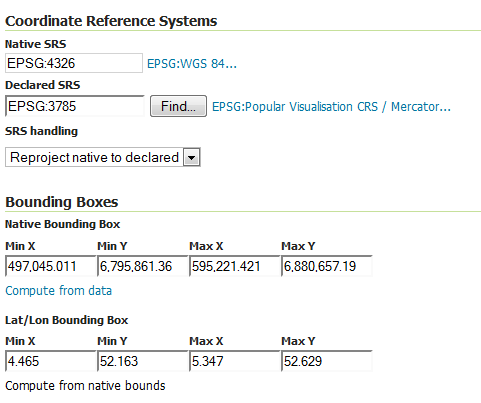 Coordinate Reference Systems
Native SRS
EPSG:4326 EPSG:WGS 84...
Declared SRS
EPSG:3785 Find... EPSG:Popular Visualisation CRS / Mercator...
SRS handling
Reproject native to declared
Bounding Boxes
Native Bounding Box
Min X Min Y Max X Max Y
497,045.011 6,795,861.36 595,221.421 6,880,657.19
Compute from data
Lat/Lon Bounding Box
Min X Min Y Max X Max Y
4.465 52.163 5.347 52.629
Compute from native bounds